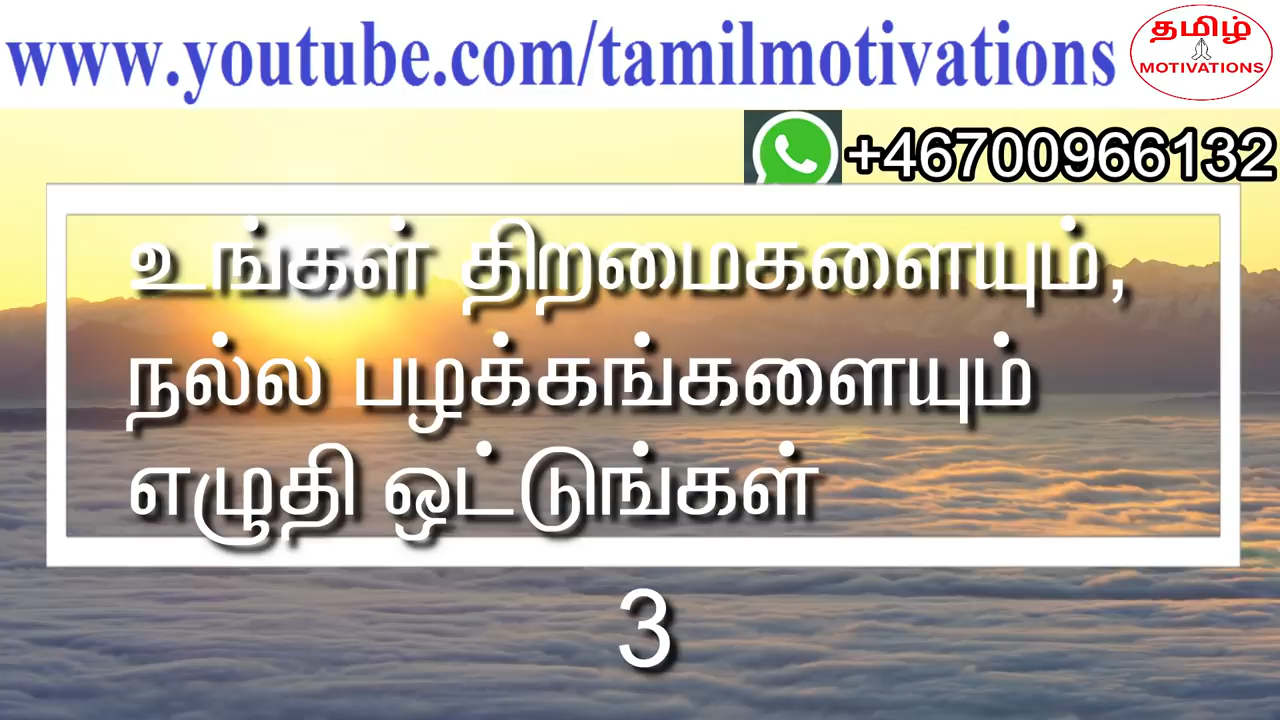 www.youtube.com/tamilmotivations
தமிழ்
MOTIVATIONS
+46700966132
உங்கள் திறமைகளையும்,
நல்ல பழக்கங்களையும்
எழுதி ஒட்டுங்கள்
3